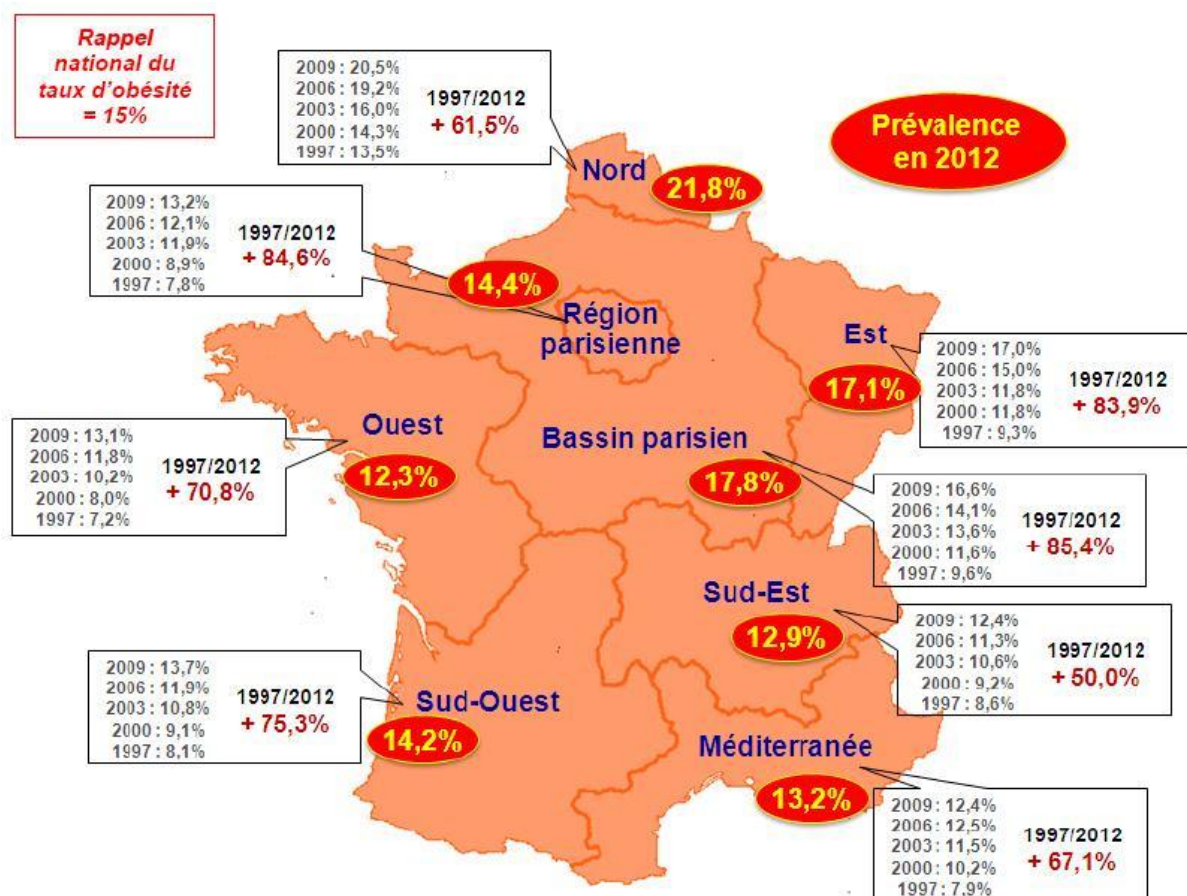 Rappel
national du
taux d'obésité
= 15%
2009 : 20,5%
2006 : 19,2%
2003 : 16,0%
2000 : 14,3%
1997 : 13,5%
1997/2012
+ 61,5%
Prévalence
en 2012
Nord
21,8%
2009 : 13,2%
2006 : 12,1%
2003 : 11,9%
2000 : 8,9%
1997 : 7,8%
1997/2012
+ 84,6%
14,4%
Région
parisienne
Est
17,1%
2009 : 17,0%
2006 : 15,0%
2003 : 11,8%
2000 : 11,8%
1997 : 9,3%
1997/2012
+ 83,9%
2009 : 13,1%
2006 : 11,8%
2003 : 10,2%
2000 : 8,0%
1997 : 7,2%
1997/2012
+ 70,8%
Ouest
12,3%
Bassin parisien
17,8%
2009 : 16,6%
2006 : 14,1%
2003 : 13,6%
2000 : 11,6%
1997 : 9,6%
1997/2012
+ 85,4%
Sud-Est
12,9%
2009 : 12,4%
2006 : 11,3%
2003 : 10,6%
2000 : 9,2%
1997 : 8,6%
1997/2012
+ 50,0%
2009 : 13,7%
2006 : 11,9%
2003 : 10,8%
2000 : 9,1%
1997 : 8,1%
1997/2012
+ 75,3%
Sud-Ouest
14,2%
Méditerranée
13,2%
2009 : 12,4%
2006 : 12,5%
2003 : 11,5%
2000 : 10,2%
1997 : 7,9%
1997/2012
+ 67,1%